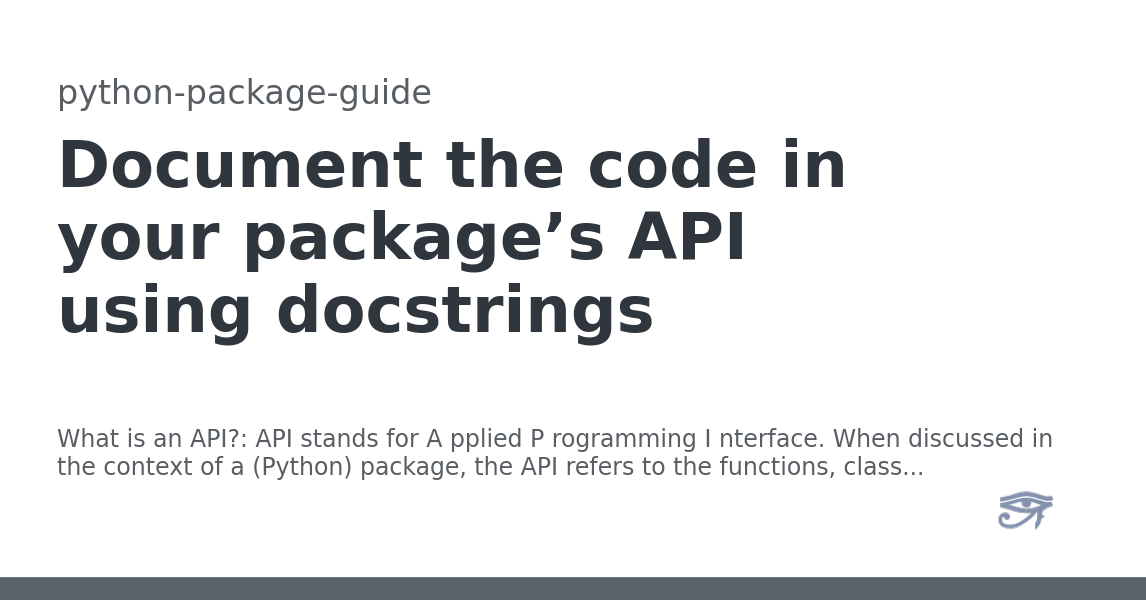 python-package-guide
Document the code in
your package’s API
using docstrings
What is an API?: API stands for A pplied P rogramming I nterface. When discussed in
the context of a (Python) package, the API refers to the functions, class...